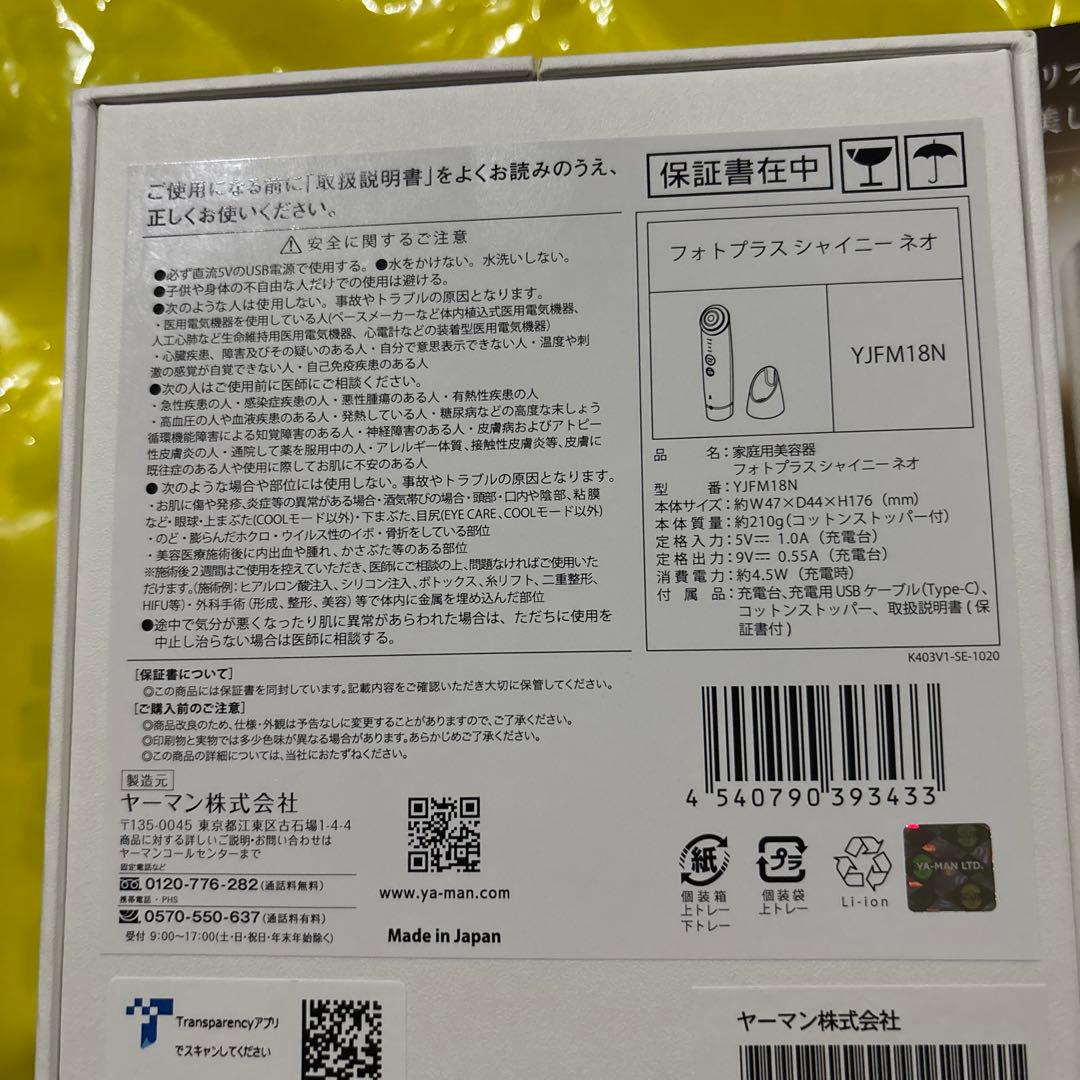 ご使用になる前に「取扱説明書」をよくお読みのうえ、
正しくお使いください。
安全に関するご注意
●必ず直流5VのUSB電源で使用する。●水をかけない。水洗いしない。
●子供や身体の不自由な人だけでの使用は避ける。
●次のような人は使用しない。事故やトラブルの原因となります。
・医用電気機器を使用している人(ペースメーカーなど体内植込式医用電気機器、
人工心肺など生命維持用医用電気機器、心電計などの装着型医用電気機器)
・心臓疾患、障害及びその疑いのある人・自分で意思表示できない人・温度や刺
激の感覚が自覚できない人・自己免疫疾患のある人
●次の人はご使用前に医師にご相談ください。
・急性疾患の人・感染症疾患の人・悪性腫瘍のある人・有熱性疾患の人
・高血圧の人や血液疾患のある人・発熱している人・糖尿病などの高度な末しょう
循環機能障害による知覚障害のある人・神経障害のある人・皮膚病およびアトピー
性皮膚炎の人・通院して薬を服用中の人・アレルギー体質、接触性皮膚炎等、皮膚に
既往症のある人や使用に際してお肌に不安のある人
● 次のような場合や部位には使用しない。事故やトラブルの原因となります。
・お肌に傷や発疹、炎症等の異常がある場合・酒気帯びの場合・頭部・口内や陰部、粘膜
など・眼球・上まぶた(COOLモード以外)・下まぶた、目尻(EYE CARE、COOLモード以外)
・のど・膨らんだホクロ・ウイルス性のイボ・骨折をしている部位
・美容医療施術後に内出血や腫れ、かさぶた等のある部位
※施術後2週間はご使用を控えていただき、医師にご相談の上、問題なければご使用いた
だけます。(施術例：ヒアルロン酸注入、シリコン注入、ボトックス、糸リフト、二重整形、
HIFU等)・外科手術(形成、整形、美容)等で体内に金属を埋め込んだ部位
●途中で気分が悪くなったり肌に異常があらわれた場合は、ただちに使用を
中止し治らない場合は医師に相談する。
[保証書について]
◎この商品には保証書を同封しています。記載内容をご確認いただき大切に保管してください。
[ご購入前のご注意]
◎商品改良のため、仕様・外観は予告なしに変更することがありますので、ご了承ください。
◎印刷物と実物では多少色味が異なる場合があります。あらかじめご了承ください。
◎この商品の詳細については、当社におたずねください。
製造元
ヤーマン株式会社
〒135-0045 東京都江東区古石場1-4-4
商品に対する詳しいご説明・お問い合わせは
ヤーマンコールセンターまで
固定電話など
0120-776-282(通話料無料)
携帯電話・PHS
0570-550-637(通話料有料)
受付 9:00〜17:00(土・日・祝日・年末年始除く)
www.ya-man.com
Made in Japan
保証書在中
フォトプラス シャイニー ネオ
YJFM18N
品　名：家庭用美容器
フォトプラス シャイニー ネオ
型　番：YJFM18N
本体サイズ：約W47×D44×H176（mm）
本体質量：約210g(コットンストッパー付)
定格入力：5V⎓ 1.0A（充電台）
定格出力：9V⎓ 0.55A（充電台）
消費電力：約4.5W（充電時）
付属品：充電台、充電用USBケーブル(Type-C)、
コットンストッパー、取扱説明書(保
証書付)
K403V1-SE-1020
4 540790 393433
紙
個装箱
上トレー
下トレー
プラ
個装袋
上トレー
Li-ion
YA-MAN LTD.
Transparencyアプリ
でスキャンしてください
ヤーマン株式会社